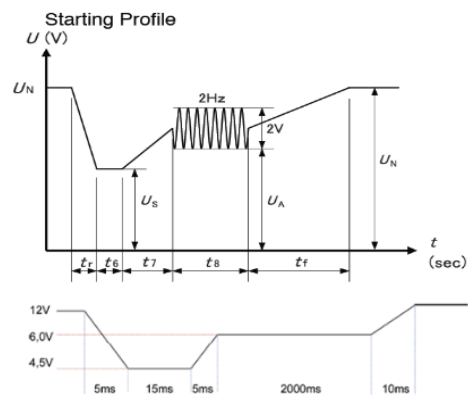 Starting Profile
U (V)
UN
2Hz
2V
US
UA
UN
t
(sec)
tr t6 t7 t8 tf
12V
6,0V
4,5V
5ms 15ms 5ms 2000ms 10ms